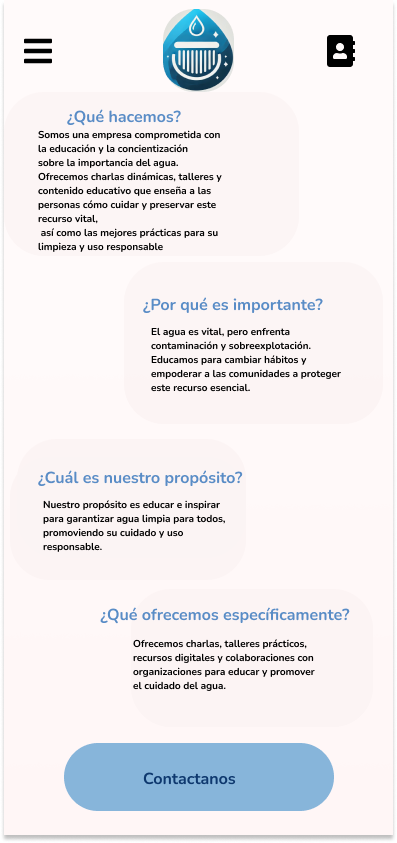 ¿Qué hacemos?
Somos una empresa comprometida con
la educación y la concientización
sobre la importancia del agua.
Ofrecemos charlas dinámicas, talleres y
contenido educativo que enseña a las
personas cómo cuidar y preservar este
recurso vital,
así como las mejores prácticas para su
limpieza y uso responsable
¿Por qué es importante?
El agua es vital, pero enfrenta
contaminación y sobreexplotación.
Educamos para cambiar hábitos y
empoderar a las comunidades a proteger
este recurso esencial.
¿Cuál es nuestro propósito?
Nuestro propósito es educar e inspirar
para garantizar agua limpia para todos,
promoviendo su cuidado y uso
responsable.
¿Qué ofrecemos específicamente?
Ofrecemos charlas, talleres prácticos,
recursos digitales y colaboraciones con
organizaciones para educar y promover
el cuidado del agua.
Contactanos